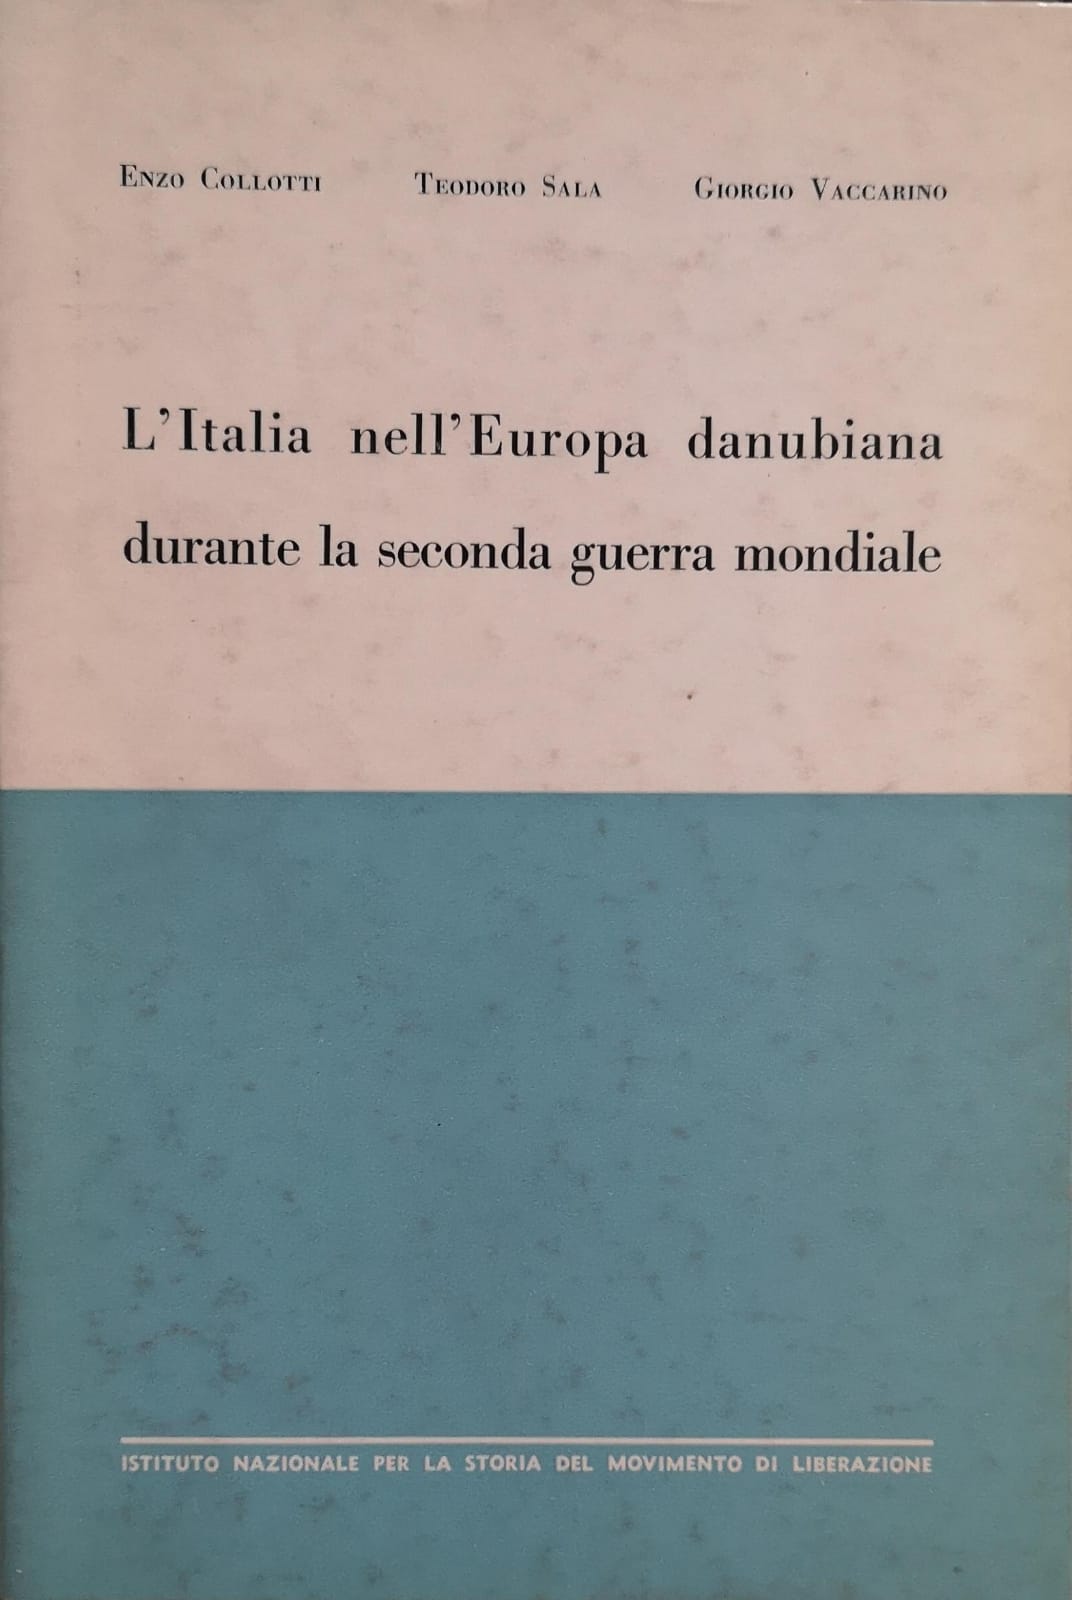 Enzo Collotti Teodoro Sala Giorgio Vaccarino
L'Italia nell'Europa danubiana
durante la seconda guerra mondiale
ISTITUTO NAZIONALE PER LA STORIA DEL MOVIMENTO DI LIBERAZIONE